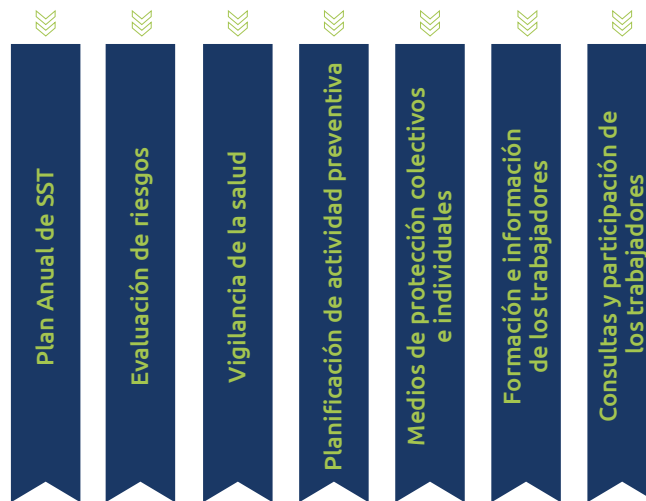 Plan Anual de SST
Evaluación de riesgos
Vigilancia de la salud
Planificación de actividad preventiva
Medios de protección colectivos
e individuales
Formación e información
de los trabajadores
Consultas y participación de
los trabajadores